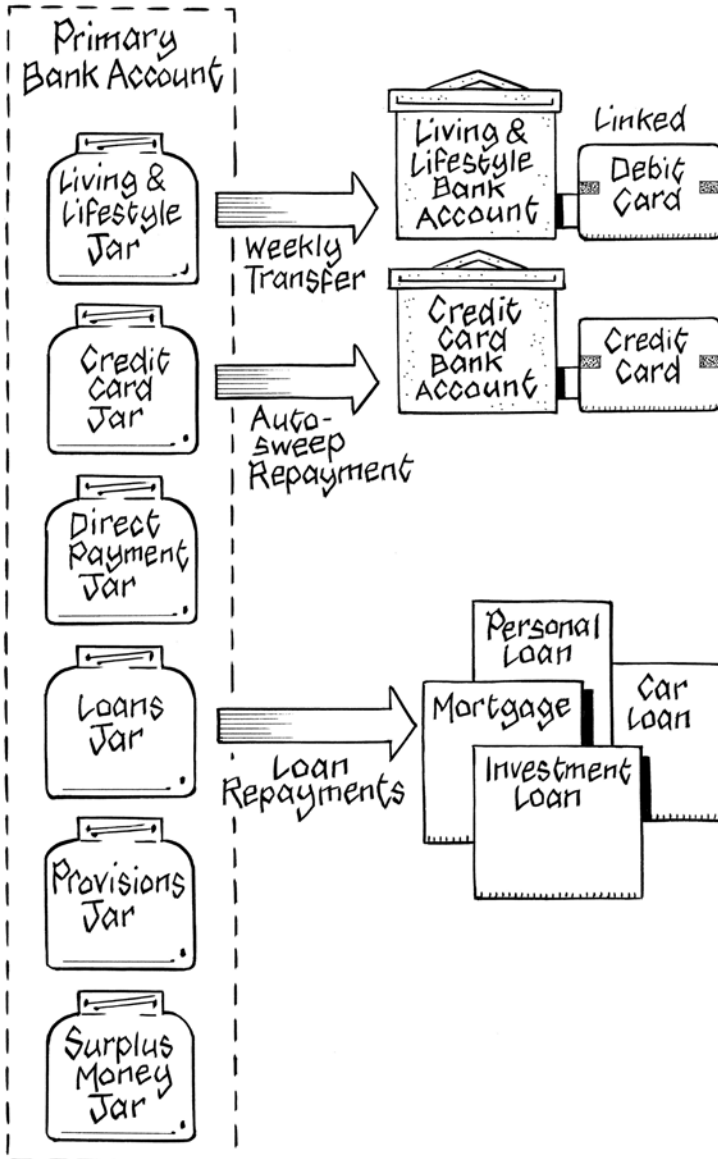 Primary
Bank Account
Living &
Lifestyle
Jar
Weekly
Transfer
Living &
Lifestyle
Bank
Account
Linked
Debit
Card
Credit
Card
Jar
Auto-
sweep
Repayment
Credit
Card
Bank
Account
Credit
Card
Direct
Payment
Jar
Loans
Jar
Loan
Repayments
Personal
Loan
Mortgage
Car
Loan
Investment
Loan
Provisions
Jar
Surplus
Money
Jar